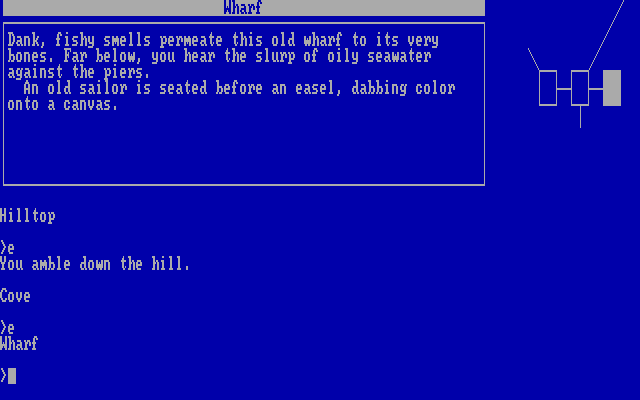 Wharf
Dank, fishy smells permeate this old wharf to its very
bones. Far below, you hear the slurp of oily seawater
against the piers.
An old sailor is seated before an easel, dabbing color
onto a canvas.
Hilltop
>e
You amble down the hill.
Cove
>e
Wharf
>